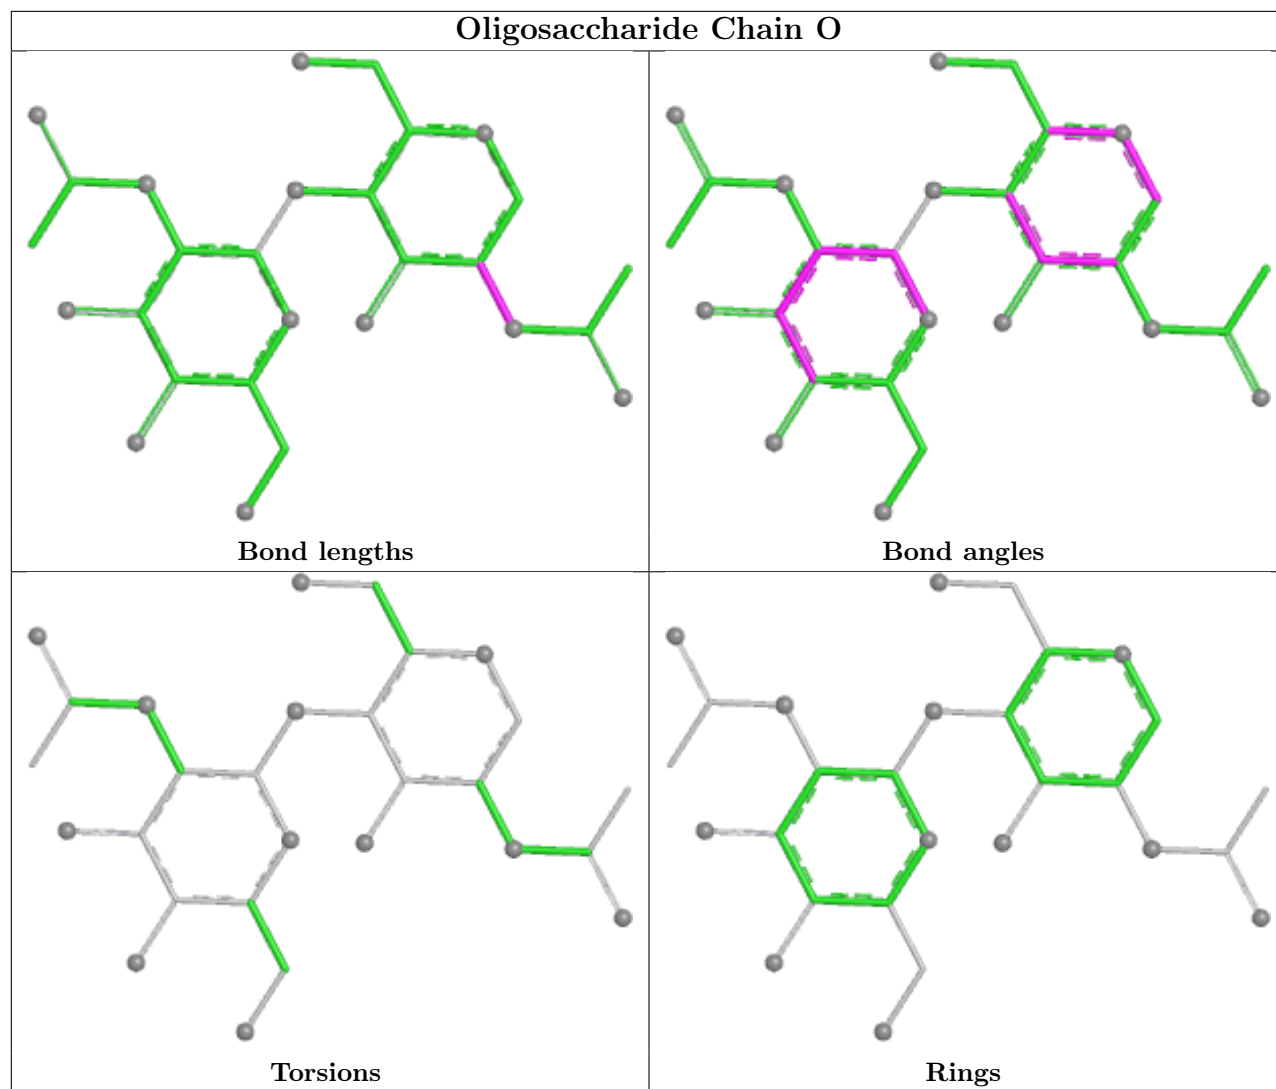 Oligosaccharide Chain O
Bond lengths
Bond angles
Torsions
Rings